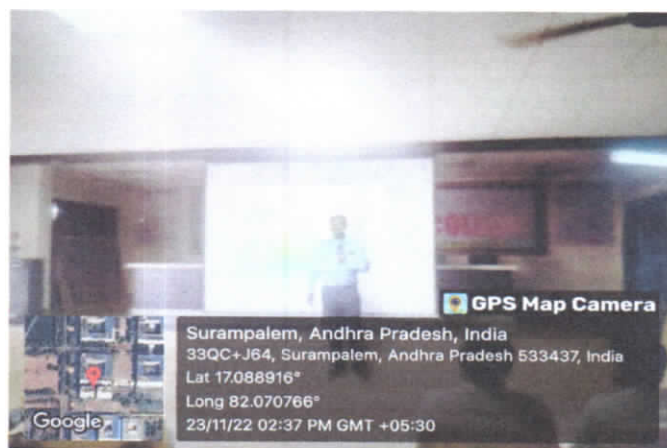 GPS Map Camera
Surampalem, Andhra Pradesh, India
33QC+J64, Surampalem, Andhra Pradesh 533437, India
Lat 17.088916°
Long 82.070766°
23/11/22 02:37 PM GMT +05:30
Google